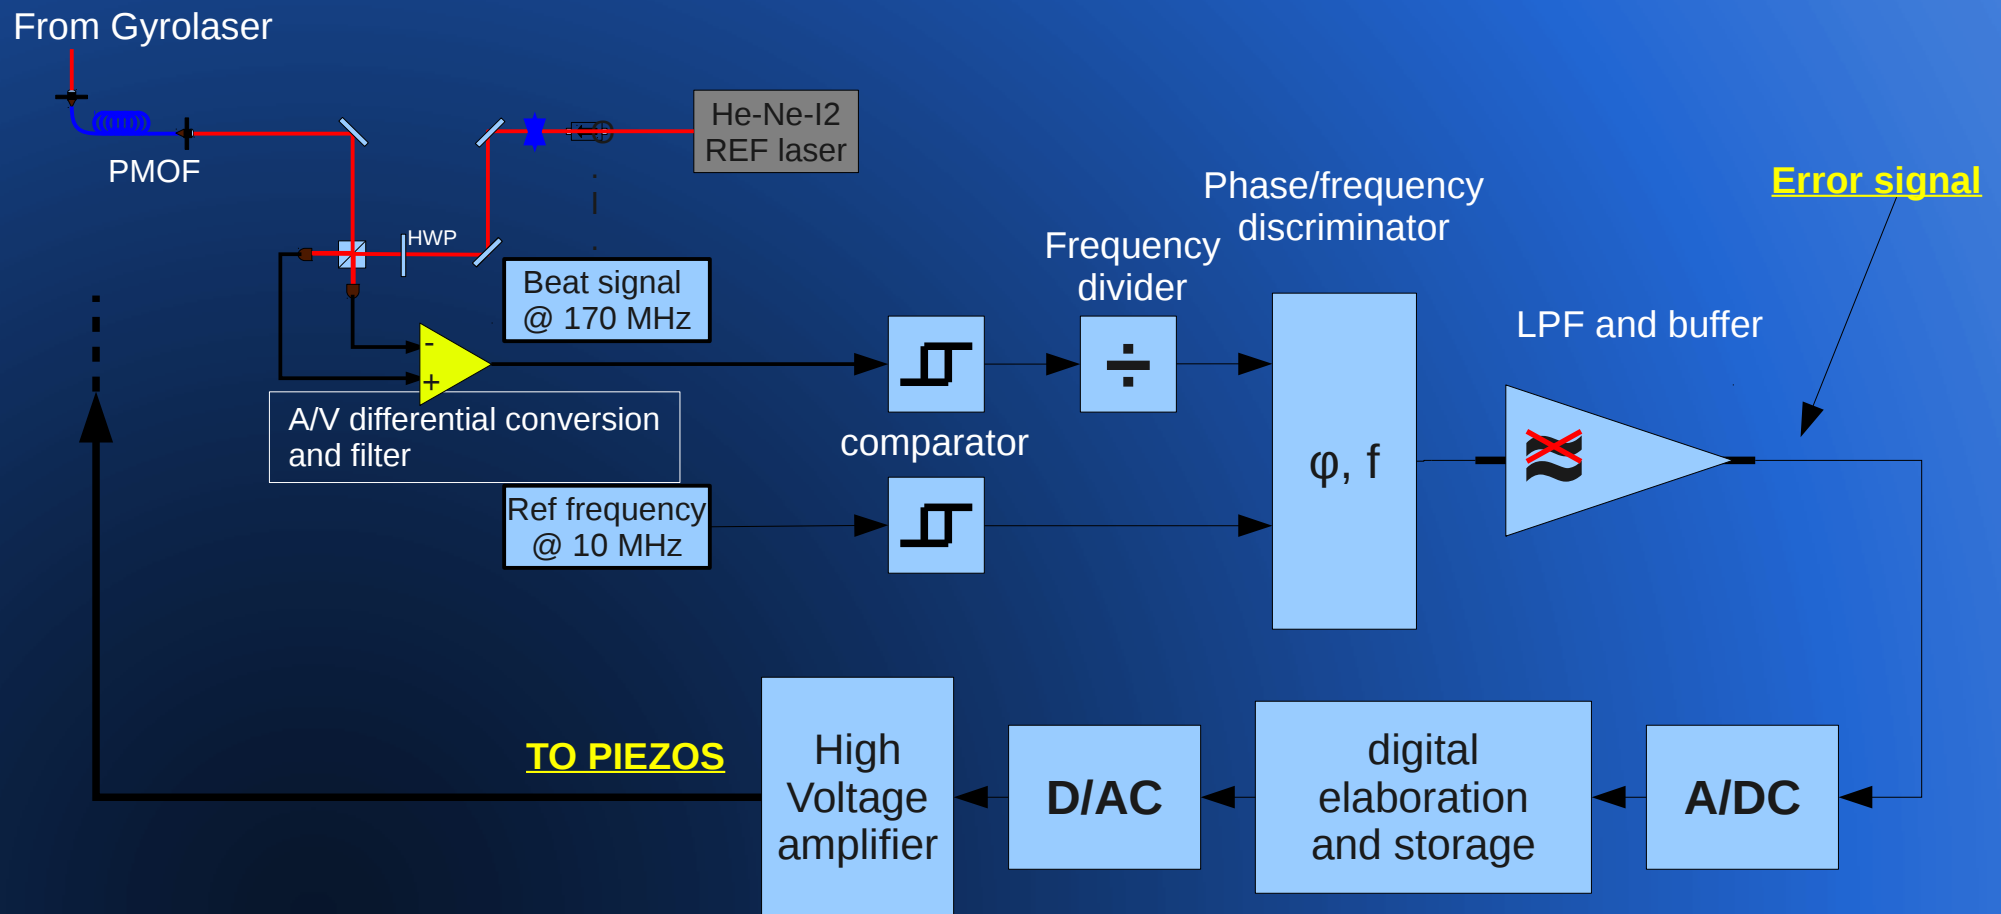 From Gyrolaser
He-Ne-I2
REF laser
PMOF
HWP
Beat signal
@ 170 MHz
-
+
A/V differential conversion
and filter
Ref frequency
@ 10 MHz
comparator
Frequency
divider
÷
Phase/frequency
discriminator
φ, f
LPF and buffer
Error signal
A/DC
digital
elaboration
and storage
D/AC
High
Voltage
amplifier
TO PIEZOS